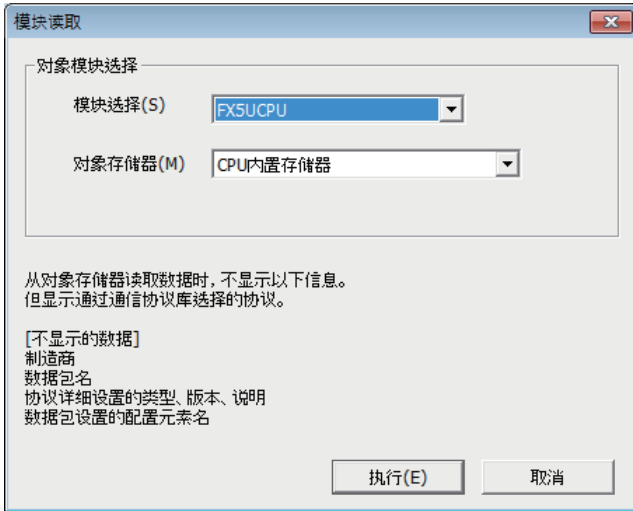 模块读取
对象模块选择
模块选择(S)
FX5UCPU
对象存储器(M)
CPU内置存储器
从对象存储器读取数据时，不显示以下信息。
但显示通过通信协议库选择的协议。
[不显示的数据]
制造商
数据包名
协议详细设置的类型、版本、说明
数据包设置的配置元素名
执行(E)
取消